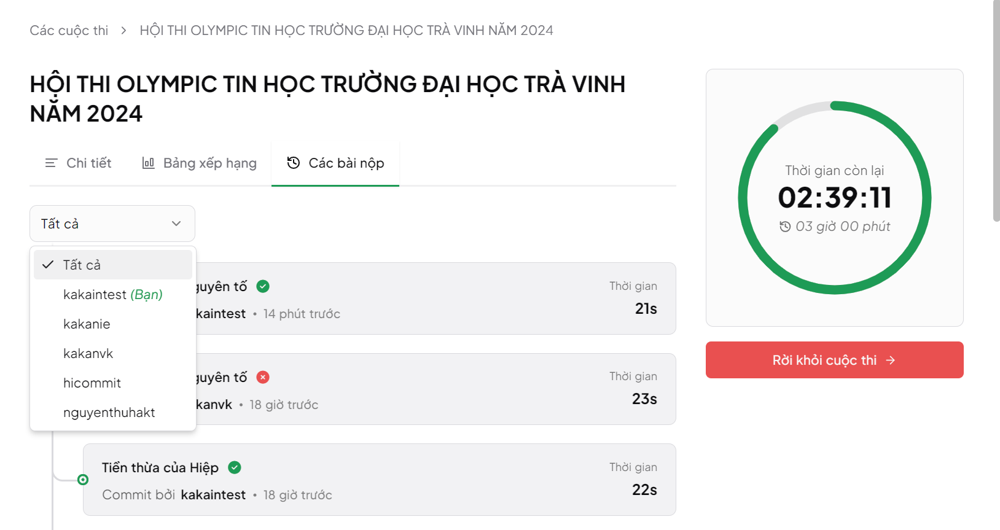 Các cuộc thi > HỘI THI OLYMPIC TIN HỌC TRƯỜNG ĐẠI HỌC TRÀ VINH NĂM 2024
HỘI THI OLYMPIC TIN HỌC TRƯỜNG ĐẠI HỌC TRÀ VINH
NĂM 2024
Chi tiết
Bảng xếp hạng
Các bài nộp
Tất cả
Tất cả
kakaintest (Bạn)
kakanie
kakanvk
hicommit
nguyenthuhakt
tố
Thời gian
• 14 phút trước
21s
tố
Thời gian
• 18 giờ trước
23s
Tiền thừa của Hiệp
Thời gian
Commit bởi kakaintest • 18 giờ trước
22s
Thời gian còn lại
02:39:11
03 giờ 00 phút
Rời khỏi cuộc thi →